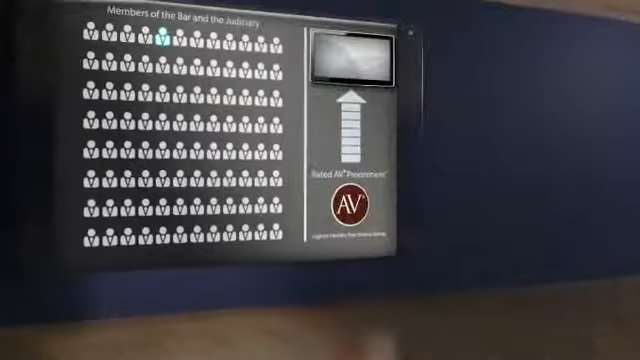 Members of the Bar and the Judiciary
Rated AV® Preeminent™
AV®